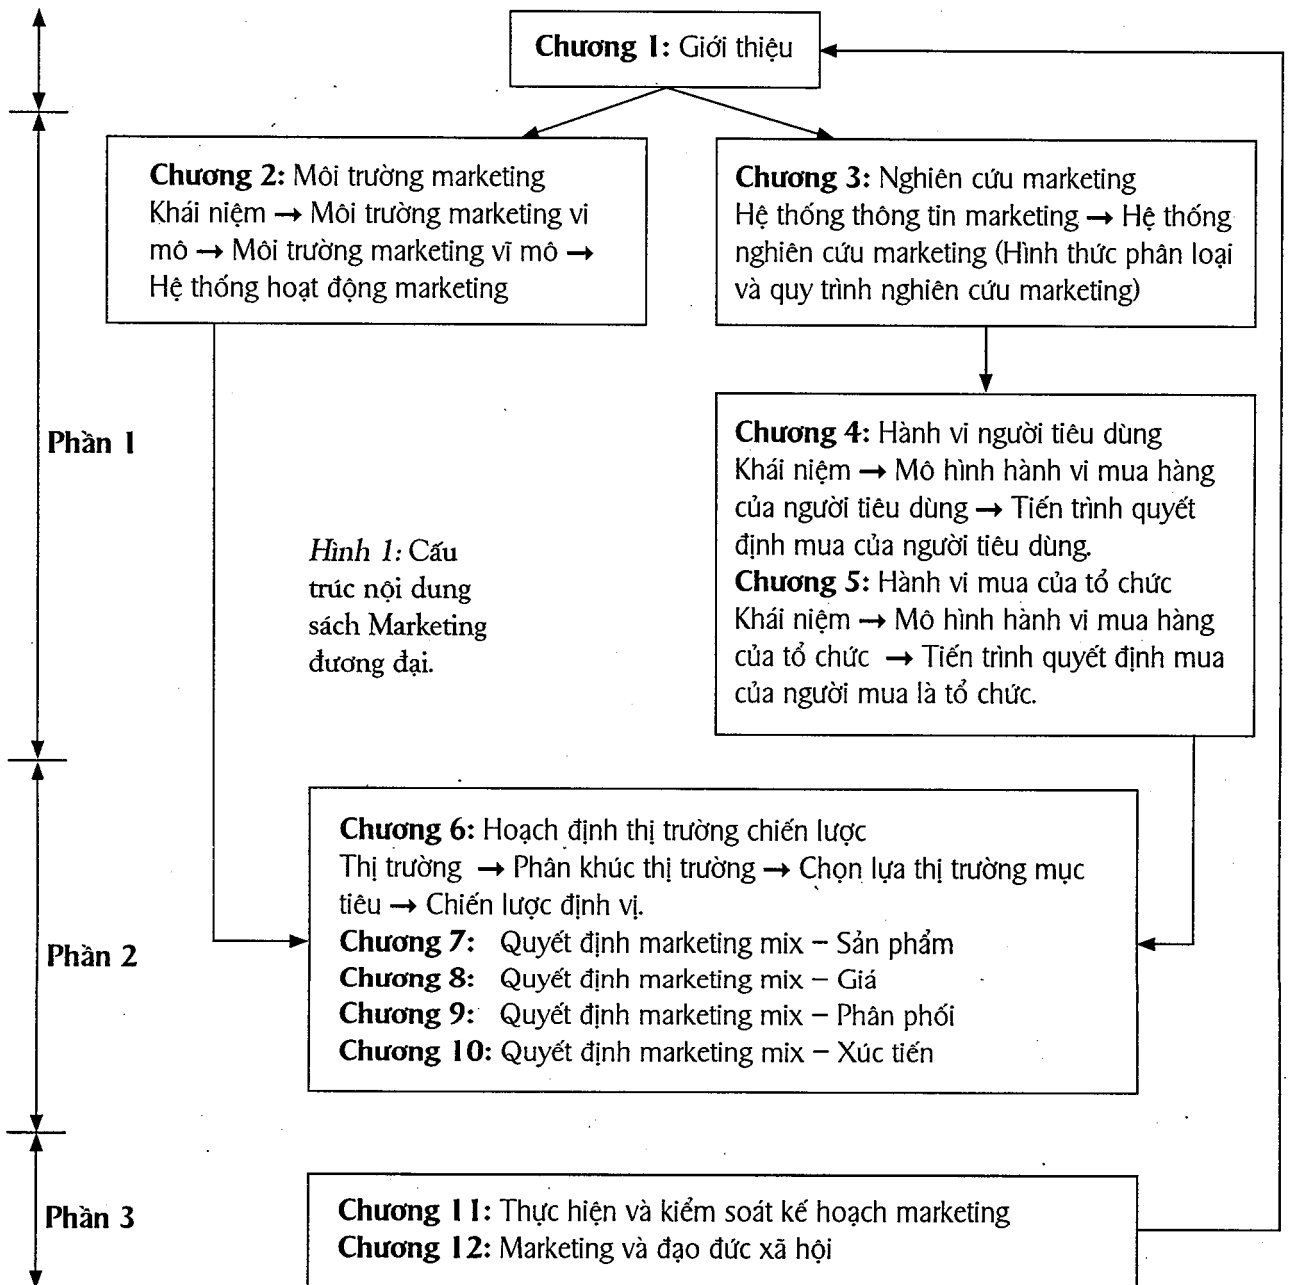 Chương 1: Giới thiệu
Chương 2: Môi trường marketing
Khái niệm → Môi trường marketing vi
mô → Môi trường marketing vĩ mô →
Hệ thống hoạt động marketing
Chương 3: Nghiên cứu marketing
Hệ thống thông tin marketing → Hệ thống
nghiên cứu marketing (Hình thức phân loại
và quy trình nghiên cứu marketing)
Phần 1
Chương 4: Hành vi người tiêu dùng
Khái niệm → Mô hình hành vi mua hàng
của người tiêu dùng → Tiến trình quyết
định mua của người tiêu dùng.
Chương 5: Hành vi mua của tổ chức
Khái niệm → Mô hình hành vi mua hàng
của tổ chức → Tiến trình quyết định mua
của người mua là tổ chức.
Hình 1: Cấu
trúc nội dung
sách Marketing
đương đại.
Phần 2
Chương 6: Hoạch định thị trường chiến lược
Thị trường → Phân khúc thị trường → Chọn lựa thị trường mục
tiêu → Chiến lược định vị.
Chương 7: Quyết định marketing mix – Sản phẩm
Chương 8: Quyết định marketing mix – Giá
Chương 9: Quyết định marketing mix – Phân phối
Chương 10: Quyết định marketing mix – Xúc tiến
Phần 3
Chương 11: Thực hiện và kiểm soát kế hoạch marketing
Chương 12: Marketing và đạo đức xã hội